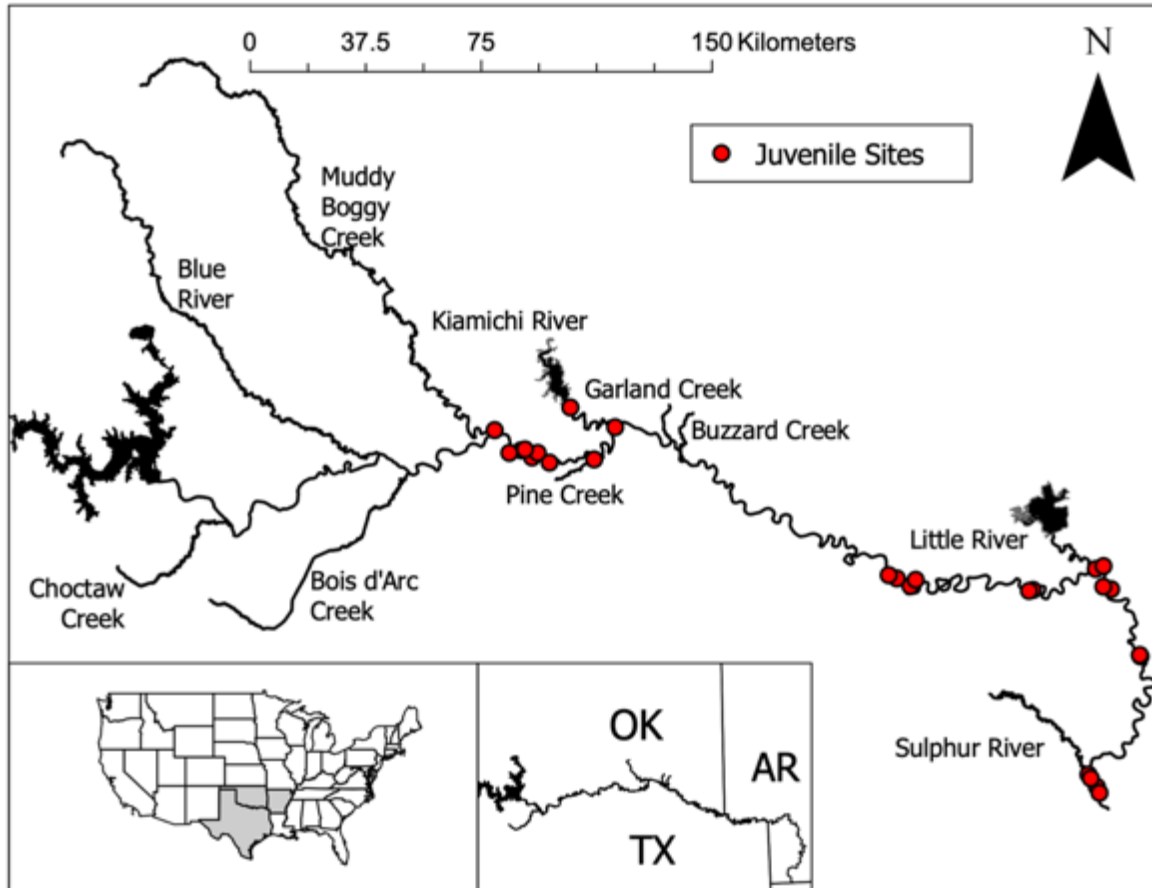 0 37.5 75 150 Kilometers
N
Juvenile Sites
Muddy
Boggy
Creek
Blue
River
Kiamichi River
Garland Creek
Buzzard Creek
Pine Creek
Little River
Choctaw
Creek
Bois d'Arc
Creek
Sulphur River
OK
AR
TX